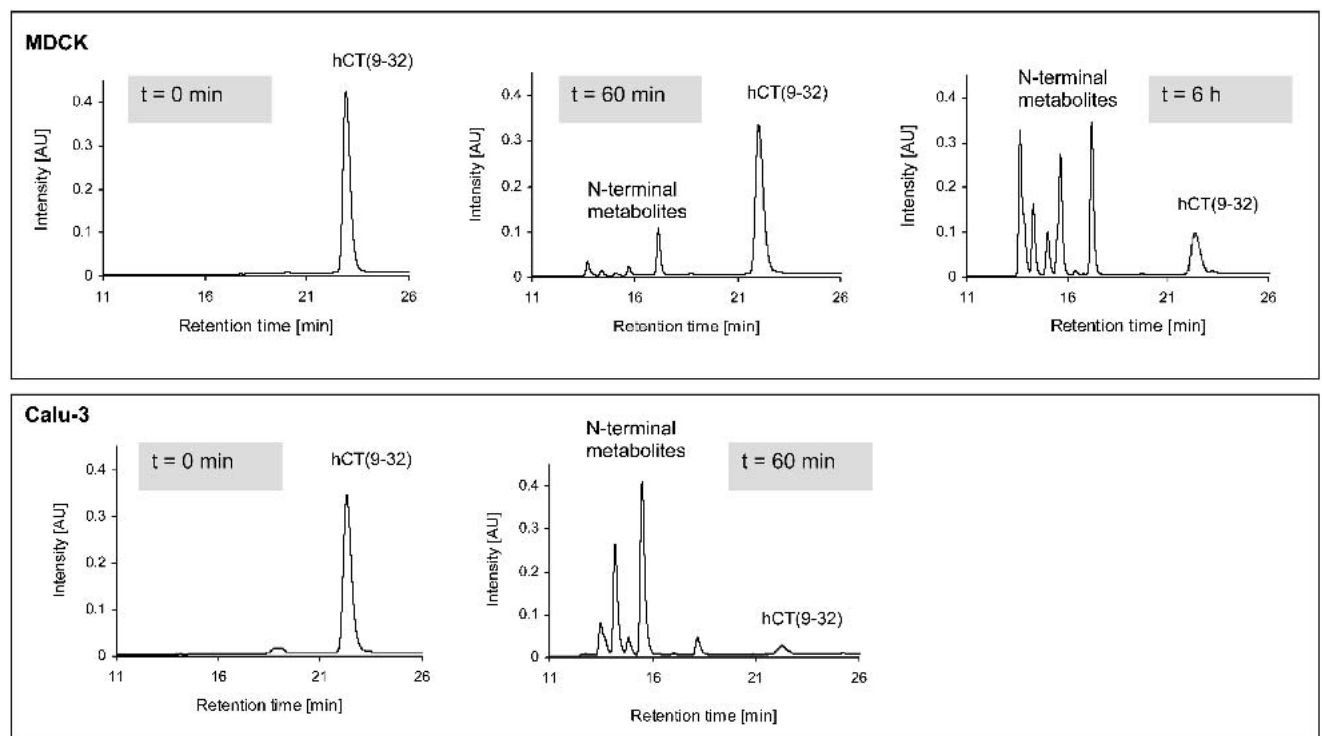 MDCK
t = 0 min
hCT(9-32)
Intensity [AU]
0.4
0.3
0.2
0.1
0
11 16 21 26
Retention time [min]
t = 60 min
hCT(9-32)
N-terminal
metabolites
Intensity [AU]
0.4
0.3
0.2
0.1
0
11 16 21 26
Retention time [min]
N-terminal
metabolites
t = 6 h
hCT(9-32)
Intensity [AU]
0.4
0.3
0.2
0.1
0
11 16 21 26
Retention time [min]
Calu-3
t = 0 min
hCT(9-32)
Intensity [AU]
0.4
0.3
0.2
0.1
0
11 16 21 26
Retention time [min]
N-terminal
metabolites
t = 60 min
hCT(9-32)
Intensity [AU]
0.4
0.3
0.2
0.1
0
11 16 21 26
Retention time [min]